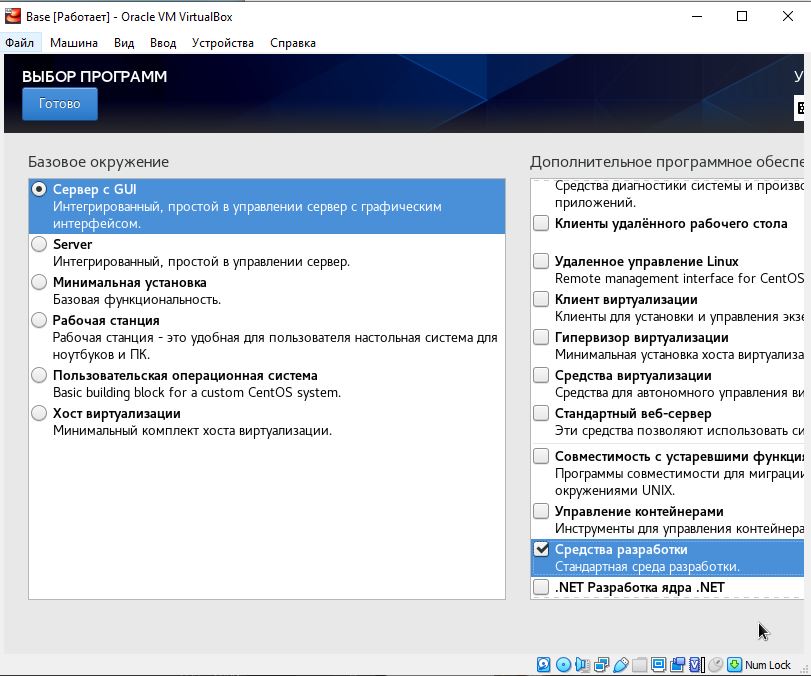 Base [Работает] - Oracle VM VirtualBox
Файл Машина Вид Ввод Устройства Справка
ВЫБОР ПРОГРАММ
Готово
У
Базовое окружение
Сервер с GUI
Интегрированный, простой в управлении сервер с графическим
интерфейсом.
Server
Интегрированный, простой в управлении сервер.
Минимальная установка
Базовая функциональность.
Рабочая станция
Рабочая станция - это удобная для пользователя настольная система для
ноутбуков и ПК.
Пользовательская операционная система
Basic building block for a custom CentOS system.
Хост виртуализации
Минимальный комплект хоста виртуализации.
Дополнительное программное обеспе
Средства диагностики системы и произво
приложений.
Клиенты удалённого рабочего стола
Удаленное управление Linux
Remote management interface for CentOS
Клиент виртуализации
Клиенты для установки и управления экзе
Гипервизор виртуализации
Минимальная установка хоста виртуализа
Средства виртуализации
Средства для автономного управления ви
Стандартный веб-сервер
Эти средства позволяют использовать си
Совместимость с устаревшими функция
Программы совместимости для миграции
окружениями UNIX.
Управление контейнерами
Инструменты для управления контейнера
Средства разработки
Стандартная среда разработки.
.NET Разработка ядра .NET
Num Lock